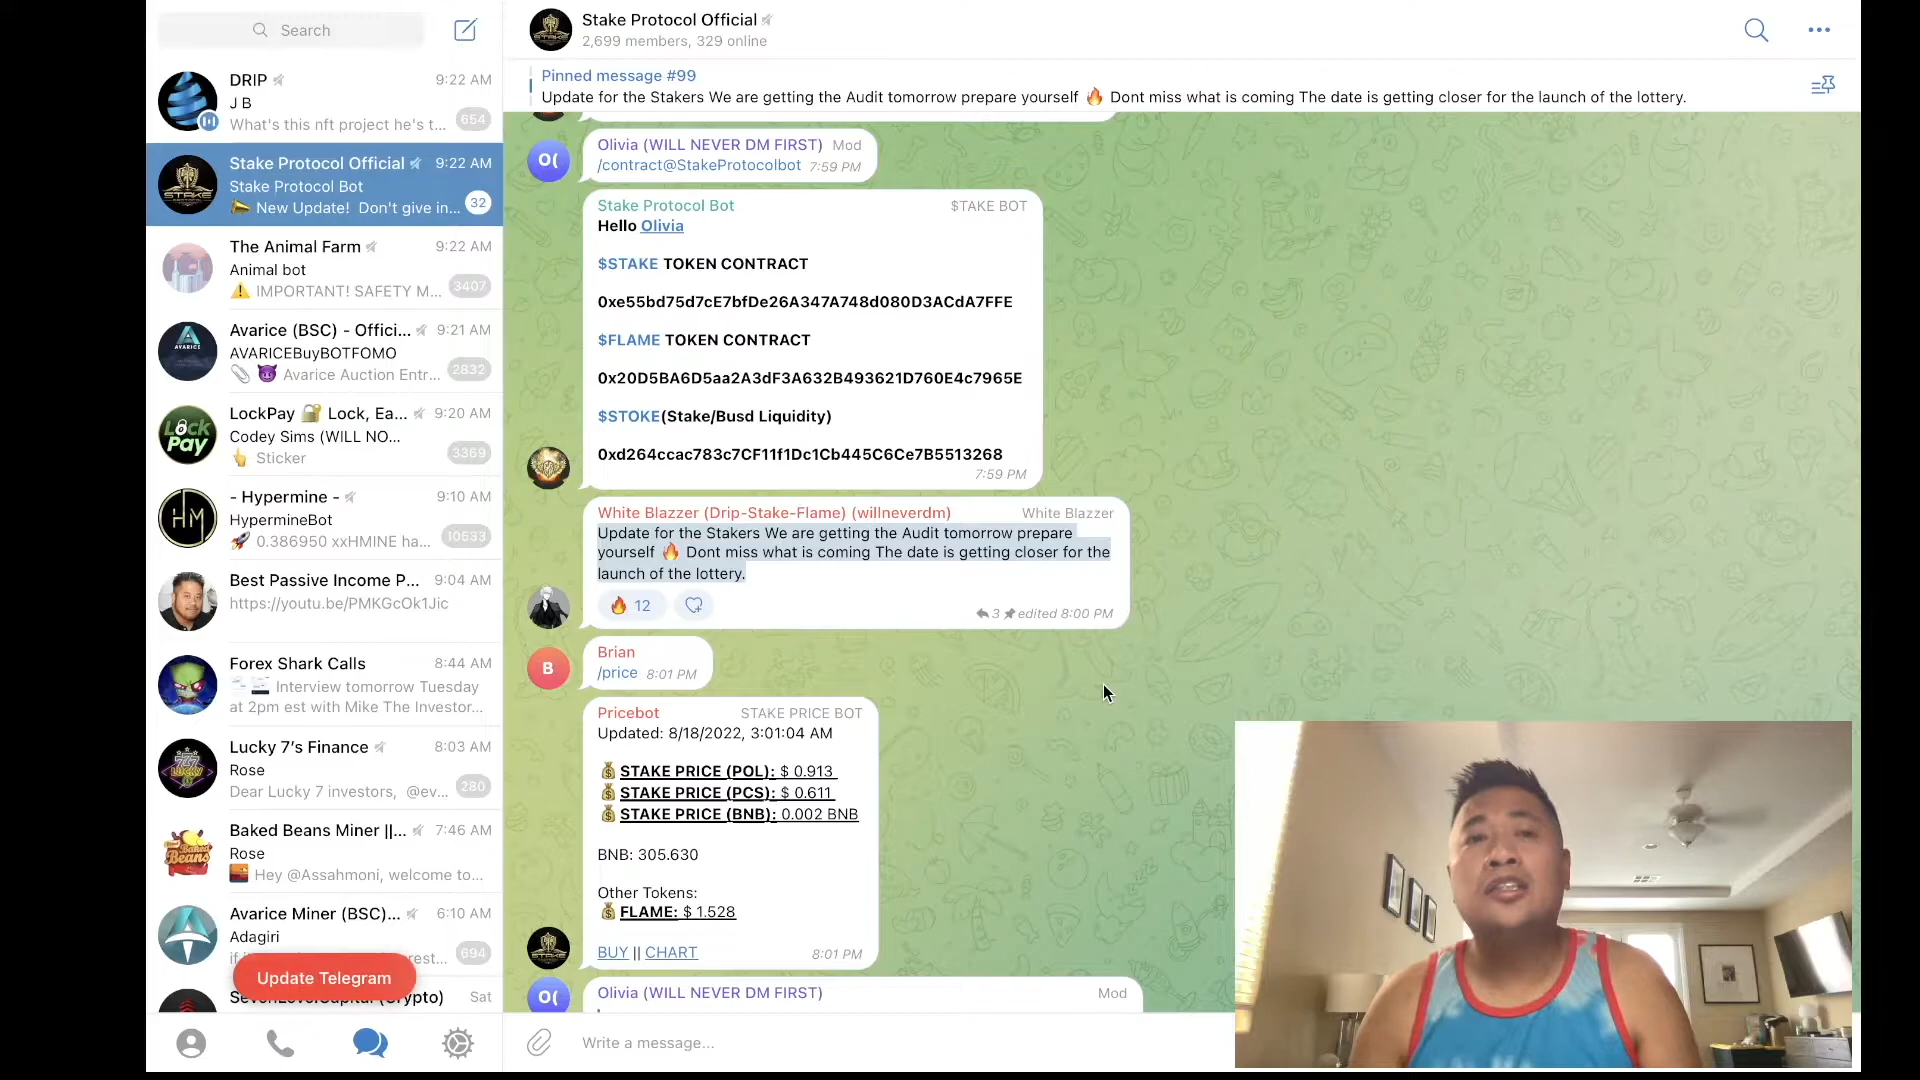 Search
DRIP
9:22 AM
J B
What's this nft project he's t...
654
Stake Protocol Official
9:22 AM
Stake Protocol Bot
New Update! Don't give in...
32
The Animal Farm
9:22 AM
Animal bot
IMPORTANT! SAFETY M...
3407
Avarice (BSC) - Offici...
9:21 AM
AVARICEBuyBOTFOMO
Avarice Auction Entr...
2832
LockPay 🔐 Lock, Ea...
9:20 AM
Codey Sims (WILL NO...
Sticker
3369
- Hypermine -
9:10 AM
HypermineBot
0.386950 xxHMINE ha...
10533
Best Passive Income P...
9:04 AM
https://youtu.be/PMKGcOk1Jic
Forex Shark Calls
8:44 AM
Interview tomorrow Tuesday
at 2pm est with Mike The Investor...
Lucky 7's Finance
8:03 AM
Rose
Dear Lucky 7 investors, @ev...
280
Baked Beans Miner ||...
7:46 AM
Rose
Hey @Assahmoni, welcome to...
Avarice Miner (BSC)...
6:10 AM
Adagiri
694
Update Telegram
Sat
Stake Protocol Official
2,699 members, 329 online
Pinned message #99
Update for the Stakers We are getting the Audit tomorrow prepare yourself 🔥 Dont miss what is coming The date is getting closer for the launch of the lottery.
Olivia (WILL NEVER DM FIRST) Mod
/contract@StakeProtocolbot 7:59 PM
O(
Stake Protocol Bot $TAKE BOT
Hello Olivia
$STAKE TOKEN CONTRACT
0xe55bd75d7cE7bfDe26A347A748d080D3ACdA7FFE
$FLAME TOKEN CONTRACT
0x20D5BA6D5aa2A3dF3A632B493621D760E4c7965E
$STOKE(Stake/Busd Liquidity)
0xd264ccac783c7CF11f1Dc1Cb445C6Ce7B5513268
7:59 PM
White Blazzer (Drip-Stake-Flame) (willneverdm) White Blazzer
Update for the Stakers We are getting the Audit tomorrow prepare
yourself 🔥 Dont miss what is coming The date is getting closer for the
launch of the lottery.
🔥 12
3 edited 8:00 PM
Brian
/price 8:01 PM
B
Pricebot STAKE PRICE BOT
Updated: 8/18/2022, 3:01:04 AM
💰 STAKE PRICE (POL): $ 0.913
💰 STAKE PRICE (PCS): $ 0.611
💰 STAKE PRICE (BNB): 0.002 BNB
BNB: 305.630
Other Tokens:
💰 FLAME: $ 1.528
BUY || CHART 8:01 PM
Olivia (WILL NEVER DM FIRST) Mod
O(
Write a message...